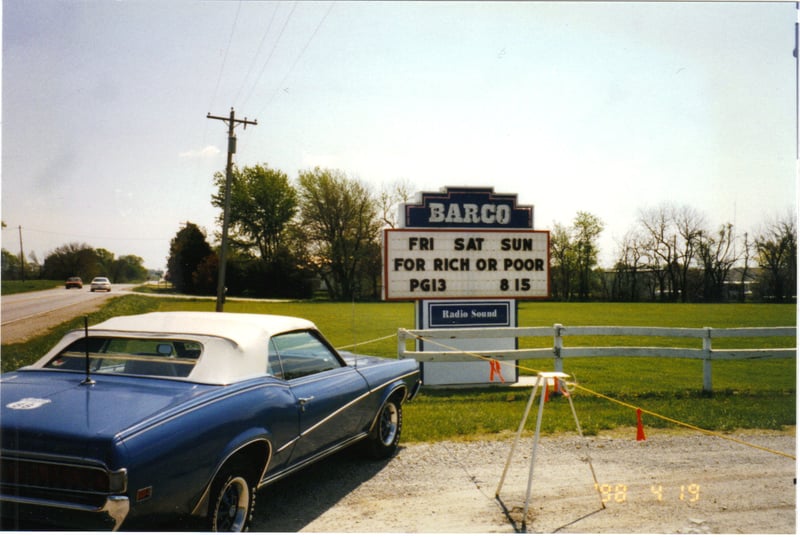 BARCO
FRI SAT SUN
FOR RICH OR POOR
PG13 8 15
Radio Sound
'98 4 19